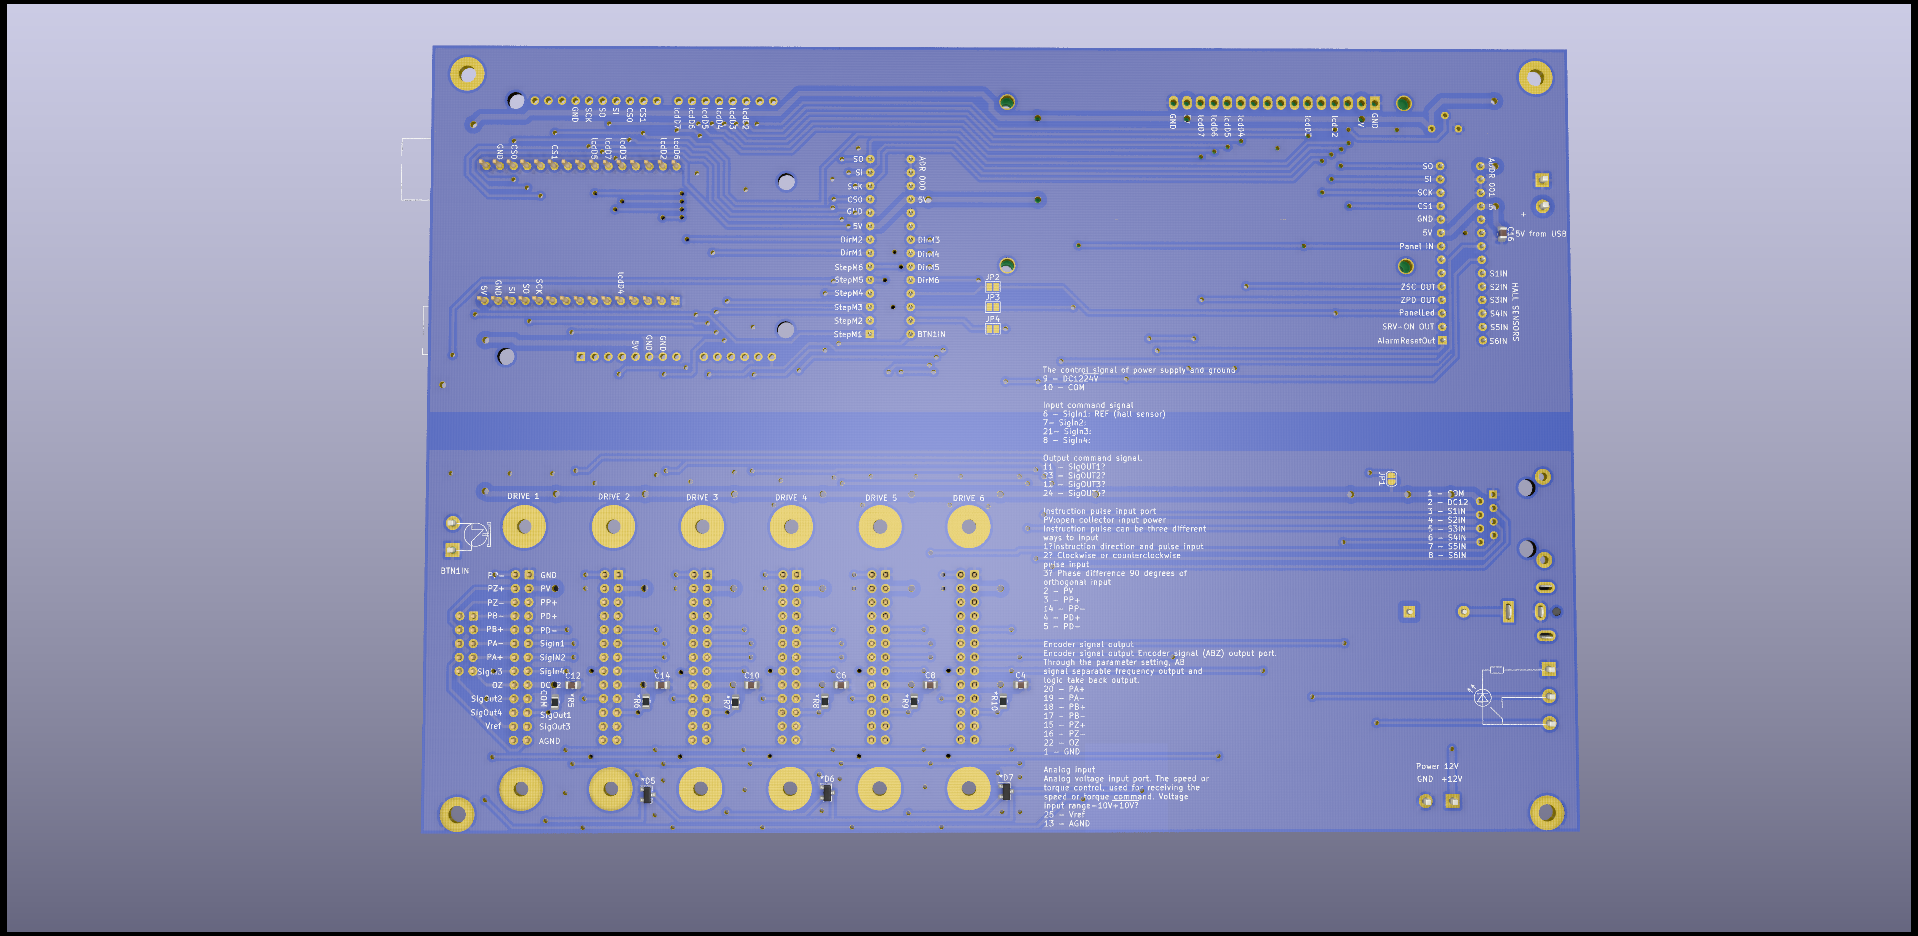 GND
SCK
SO
SI
CS0
CS1
lcdD7
lcdD6
lcdD5
lcdD4
lcdD3
lcdD2
GND
lcdD7
lcdD6
lcdD5
lcdD4
lcdD2
GND
GND
CS0
CS1
lcdD5
lcdD7
lcdD3
lcdD2
lcdD6
SO
SI
SCK
CS0
GND
5V
DirM2
DirM1
StepM6
StepM5
StepM4
StepM3
StepM2
StepM1
ADR 000
5V
DirM3
DirM4
DirM5
DirM6
BTN1IN
JP2
JP3
JP4
SO
SI
SCK
CS1
GND
5V
Panel IN
ZSC OUT
ZPD OUT
PanelLed
SRV-ON OUT
AlarmResetOut
ADR 001
+
5V from USB
S1IN
S2IN
S3IN
S4IN
S5IN
S6IN
HALL SENSORS
5V
GND
SI
SO
SCK
lcdD4
5V
GND
GND
The control signal of power supply and ground
9 - DC1224V
10 - COM
Input command signal
6 - SigIn1: REF (hall sensor)
7- SigIn2:
21- SigIn3:
8 - SigIn4:
Output command signal.
11 - SigOUT1?
23 - SigOUT2?
12 - SigOUT3?
24 - SigOUT4?
Instruction pulse input port
PV:open collector input power
Instruction pulse can be three different
ways to input
1?Instruction direction and pulse input
2? Clockwise or counterclockwise
pulse input
3? Phase difference 90 degrees of
orthogonal input
2 - PV
3 - PP+
14 - PP-
4 - PD+
5 - PD-
Encoder signal output
Encoder signal output Encoder signal (ABZ) output port.
Through the parameter setting, AB
signal separable frequency output and
logic take back output.
20 - PA+
19 - PA-
18 - PB+
17 - PB-
15 - PZ+
16 - PZ-
22 - OZ
1 - GND
Analog input
Analog voltage input port. The speed or
torque control, used for receiving the
speed or torque command. Voltage
input range-10V+10V?
25 - Vref
13 - AGND
DRIVE 1
DRIVE 2
DRIVE 3
DRIVE 4
DRIVE 5
DRIVE 6
BTN1IN
PP-
PZ+
PZ-
PB-
PB+
PA-
PA+
OZ
SigOut2
SigOut4
Vref
GND
PV
PP+
PD+
PD-
SigIn1
SigIN2
SigIn4
COM
SigOut1
SigOut3
AGND
C12
C14
C10
C6
C8
C4
R5
R6
R7
R8
R9
R10
D5
D6
D7
JP1
1 - COM
2 - DC12
3 - S1IN
4 - S2IN
5 - S3IN
6 - S4IN
7 - S5IN
8 - S6IN
Power 12V
GND +12V